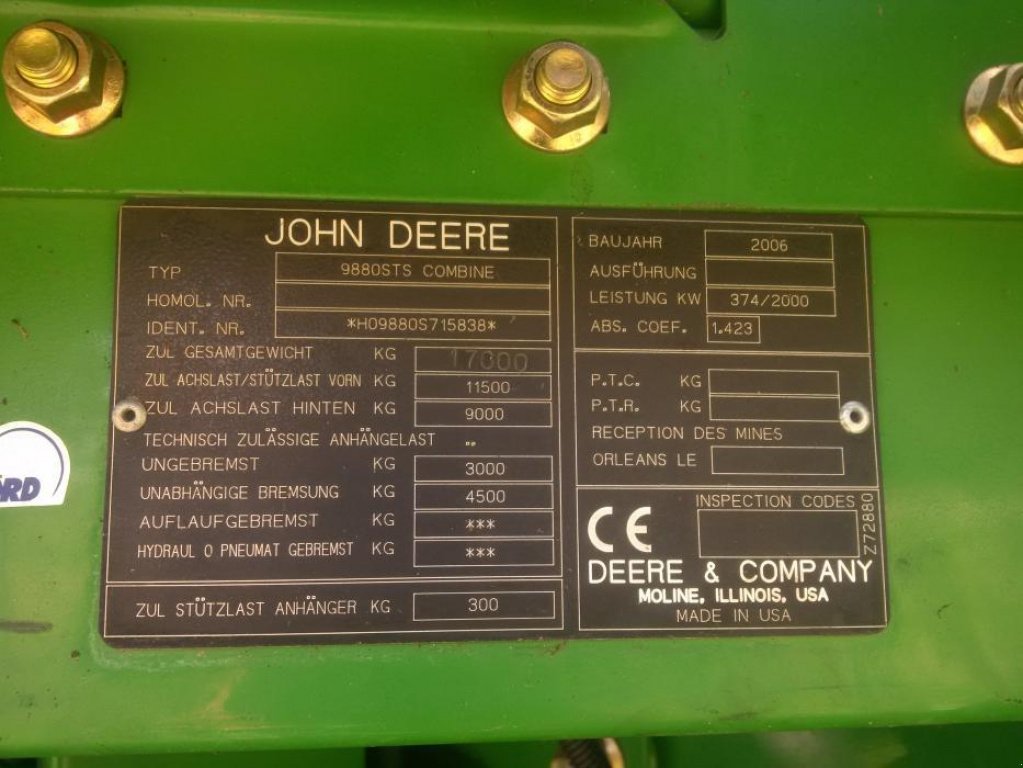 JOHN DEERE
TYP 9880STS COMBINE
HOMOL. NR.
IDENT. NR. *H09880S715838*
ZUL GESAMTGEWICHT KG 17000
ZUL ACHSLAST/STÜTZLAST VORN KG 11500
ZUL ACHSLAST HINTEN KG 9000
TECHNISCH ZULÄSSIGE ANHÄNGELAST ..
UNGEBREMST KG 3000
UNABHÄNGIGE BREMSUNG KG 4500
AUFLAUFGEBREMST KG ***
HYDRAUL O PNEUMAT GEBREMST KG ***
ZUL STÜTZLAST ANHÄNGER KG 300
BAUJAHR 2006
AUSFÜHRUNG
LEISTUNG KW 374/2000
ABS. COEF. 1.423
P.T.C. KG
P.T.R. KG
RECEPTION DES MINES
ORLEANS LE
INSPECTION CODES
CE
Z72880
DEERE & COMPANY
MOLINE, ILLINOIS, USA
MADE IN USA